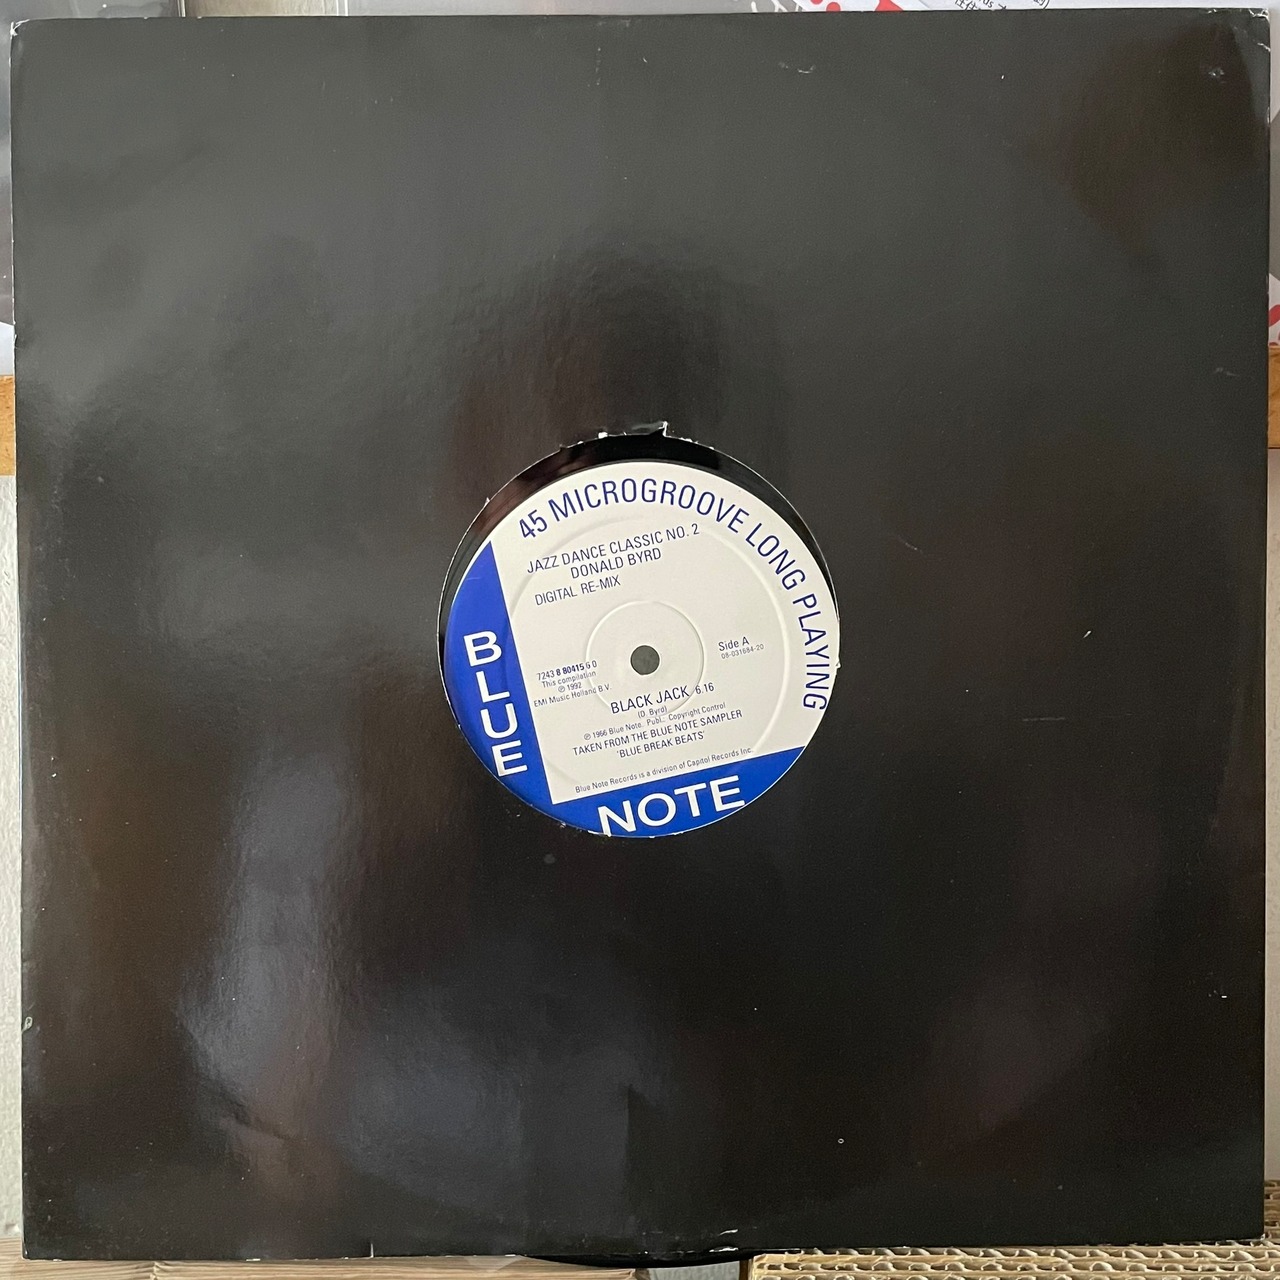 45 MICROGROOVE LONG PLAYING
JAZZ DANCE CLASSIC NO. 2
DONALD BYRD
DIGITAL RE-MIX
Side A
08-031684-20
7243 8 80415 6 0
This compilation
℗ 1992
EMI Music Holland B.V.
BLACK JACK 6.16
(D. Byrd)
℗ 1966 Blue Note. Publ.: Copyright Control
TAKEN FROM THE BLUE NOTE SAMPLER
'BLUE BREAK BEATS'
Blue Note Records is a division of Capitol Records Inc.
BLUE
NOTE